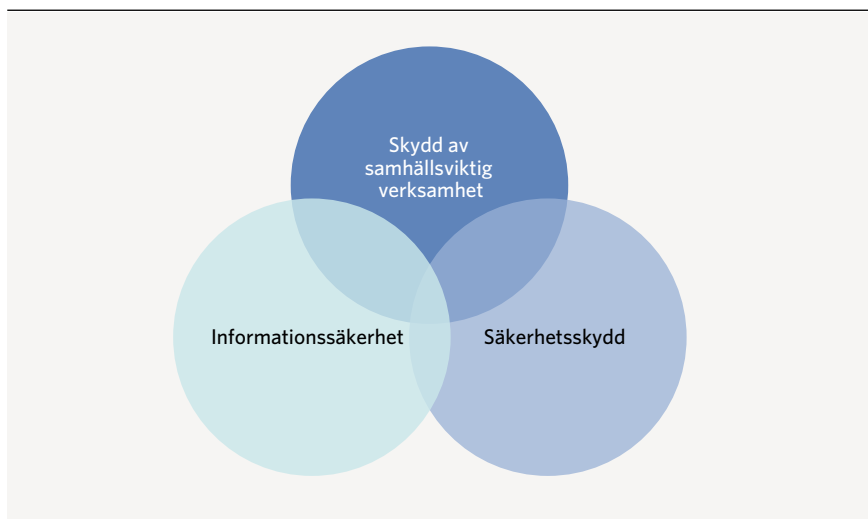 Skydd av
samhällsviktig
verksamhet
Informationssäkerhet
Säkerhetsskydd